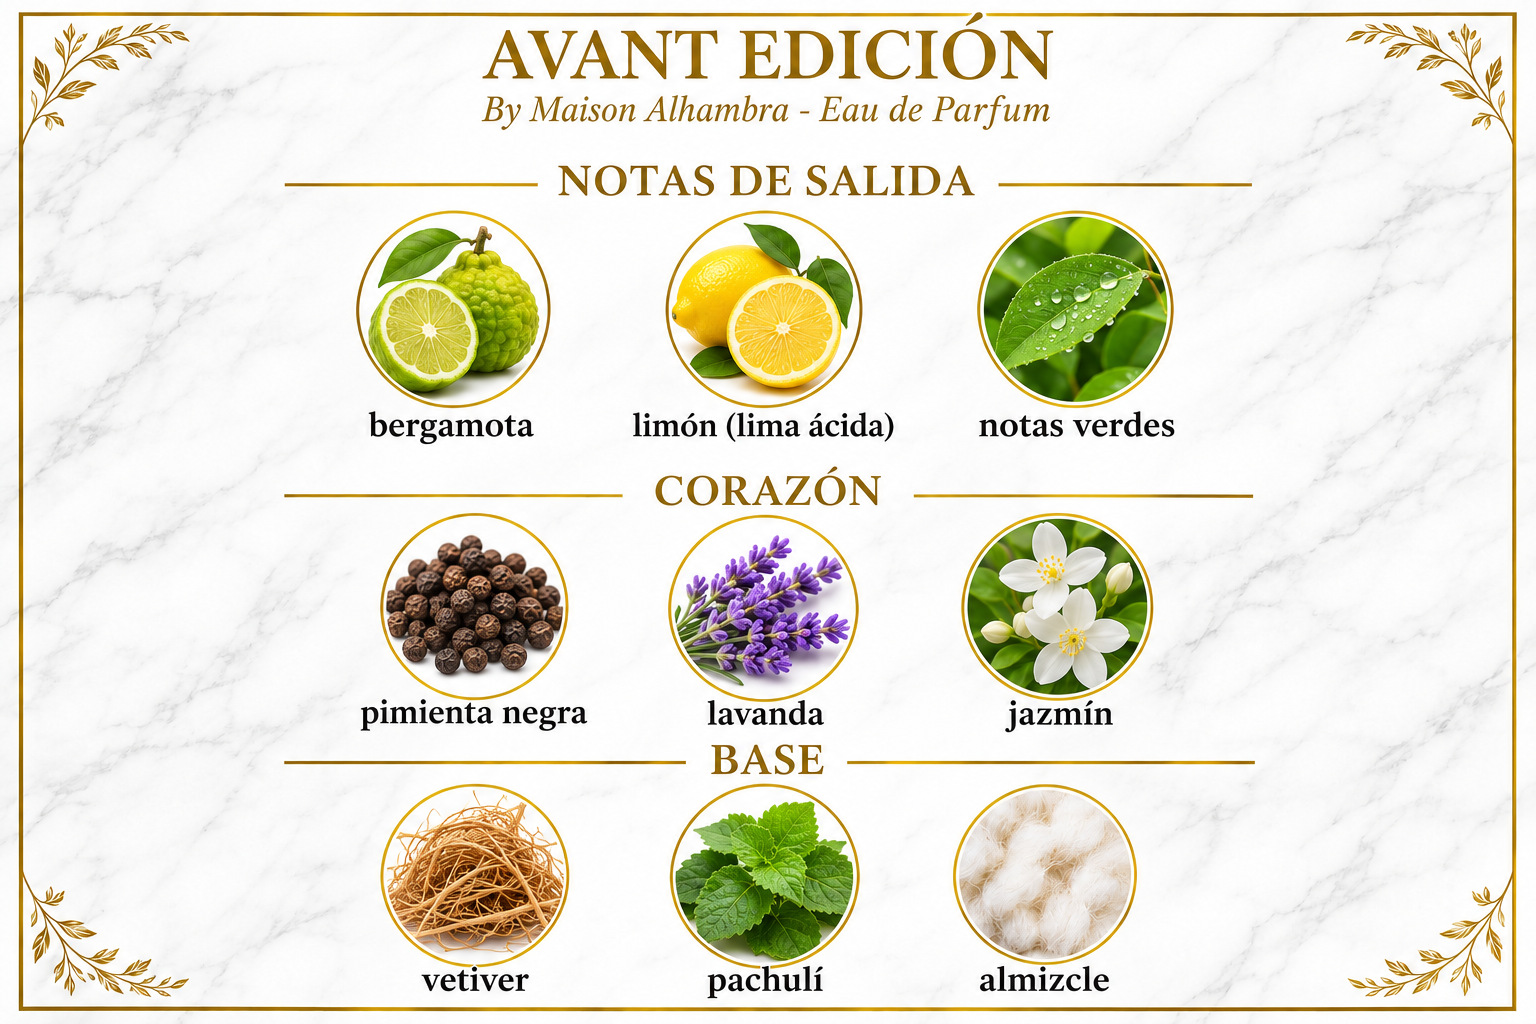 AVANT EDICIÓN
By Maison Alhambra - Eau de Parfum
NOTAS DE SALIDA
bergamota
limón (lima ácida)
notas verdes
CORAZÓN
pimienta negra
lavanda
jazmín
BASE
vetiver
pachulí
almizcle